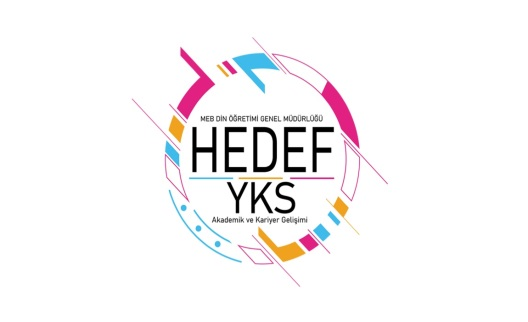 MEB DİN ÖĞRETİMİ GENEL MÜDÜRLÜĞÜ
HEDEF
YKS
Akademik ve Kariyer Gelişimi